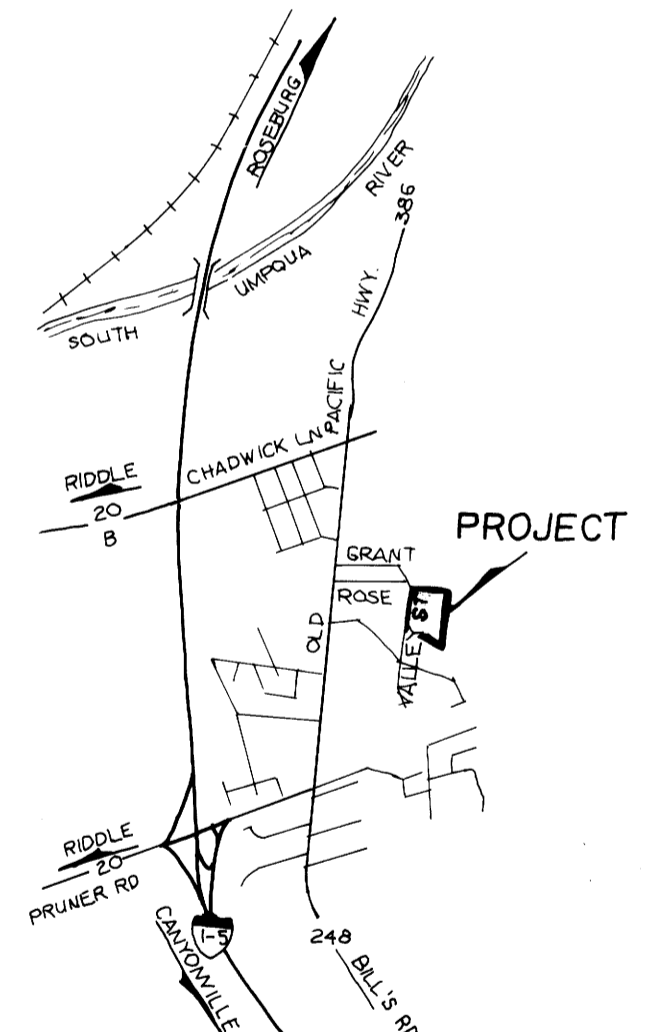 ROSEBURG
RIVER
386
UMPQUA
HWY.
SOUTH
PACIFIC
CHADWICK LN
RIDDLE
20
B
PROJECT
GRANT
ROSE
ST.
OLD
VALLEY
RIDDLE
20
PRUNER RD
I-5
CANYONVILLE
248
BILL'S RD